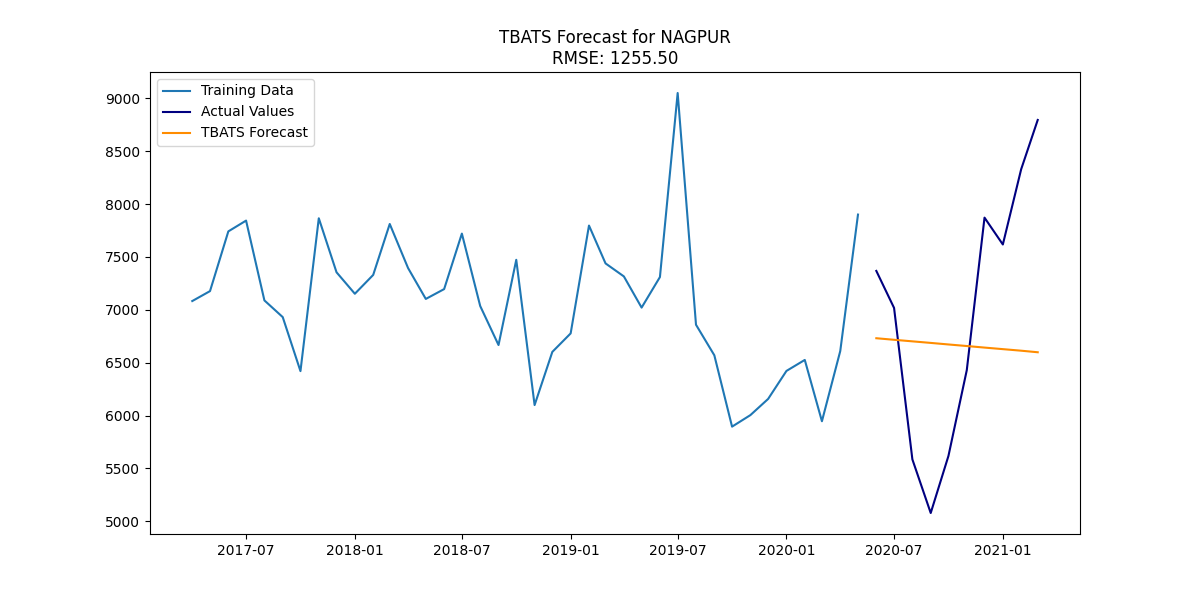 TBATS Forecast for NAGPUR
RMSE: 1255.50
Training Data
Actual Values
TBATS Forecast
9000
8500
8000
7500
7000
6500
6000
5500
5000
2017-07 2018-01 2018-07 2019-01 2019-07 2020-01 2020-07 2021-01